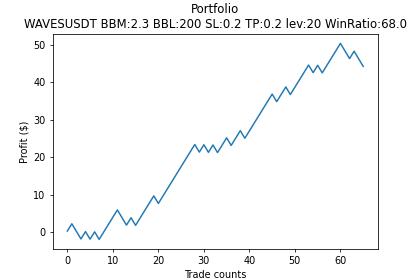 Portfolio
WAVESUSDT BBM:2.3 BBL:200 SL:0.2 TP:0.2 lev:20 WinRatio:68.0
50
40
30
20
10
0
Profit ($)
0 10 20 30 40 50 60
Trade counts